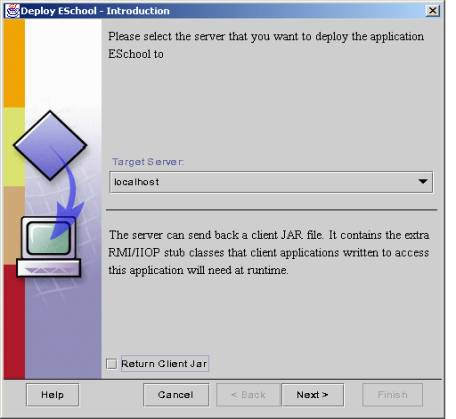 Deploy ESchool - Introduction
Please select the server that you want to deploy the application
ESchool to
Target Server:
localhost
The server can send back a client JAR file. It contains the extra
RMI/IIOP stub classes that client applications written to access
this application will need at runtime.
Return Client Jar
Help
Cancel
< Back
Next >
Finish